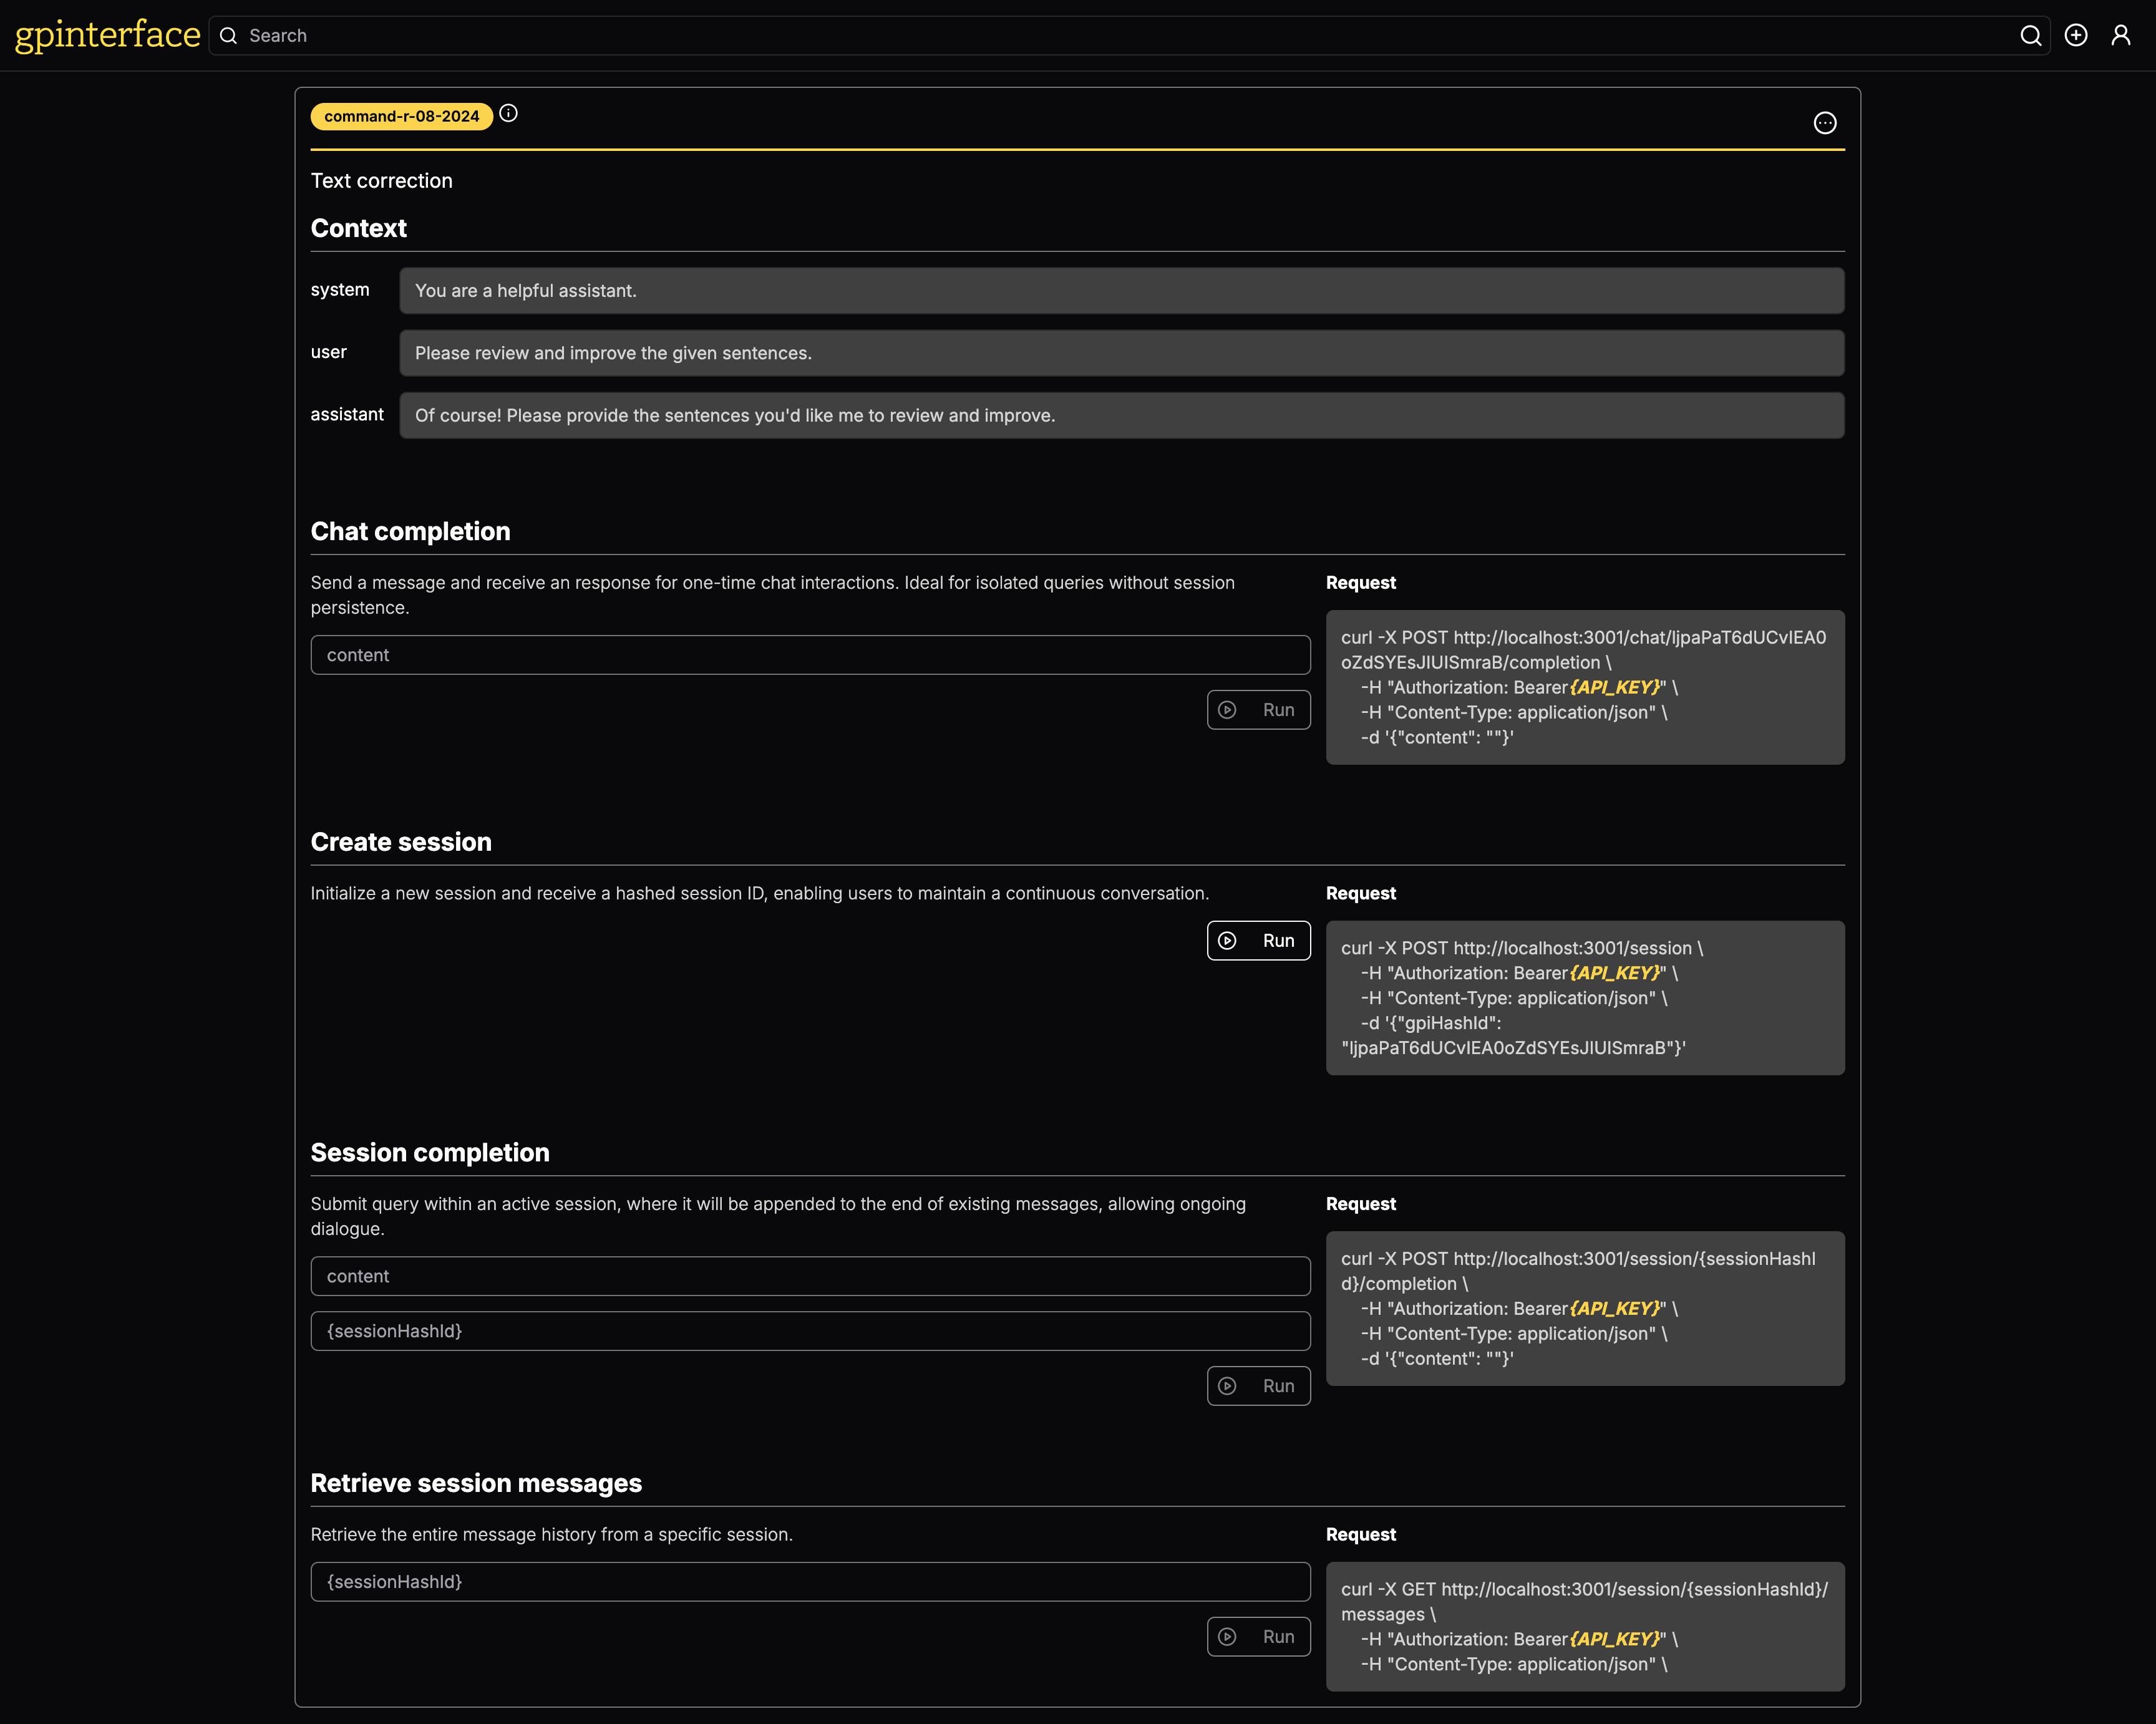 gpinterface
Search
command-r-08-2024
Text correction
Context
system
You are a helpful assistant.
user
Please review and improve the given sentences.
assistant
Of course! Please provide the sentences you'd like me to review and improve.
Chat completion
Send a message and receive an response for one-time chat interactions. Ideal for isolated queries without session
persistence.
content
Run
Request
curl -X POST http://localhost:3001/chat/ljpaPaT6dUCvIEA0
oZdSYEsJIUISmraB/completion \
-H "Authorization: Bearer{API_KEY}" \
-H "Content-Type: application/json" \
-d '{"content": ""}'
Create session
Initialize a new session and receive a hashed session ID, enabling users to maintain a continuous conversation.
Run
Request
curl -X POST http://localhost:3001/session \
-H "Authorization: Bearer{API_KEY}" \
-H "Content-Type: application/json" \
-d '{"gpiHashId":
"ljpaPaT6dUCvIEA0oZdSYEsJIUISmraB"}'
Session completion
Submit query within an active session, where it will be appended to the end of existing messages, allowing ongoing
dialogue.
content
{sessionHashId}
Run
Request
curl -X POST http://localhost:3001/session/{sessionHashI
d}/completion \
-H "Authorization: Bearer{API_KEY}" \
-H "Content-Type: application/json" \
-d '{"content": ""}'
Retrieve session messages
Retrieve the entire message history from a specific session.
{sessionHashId}
Run
Request
curl -X GET http://localhost:3001/session/{sessionHashId}/
messages \
-H "Authorization: Bearer{API_KEY}" \
-H "Content-Type: application/json" \